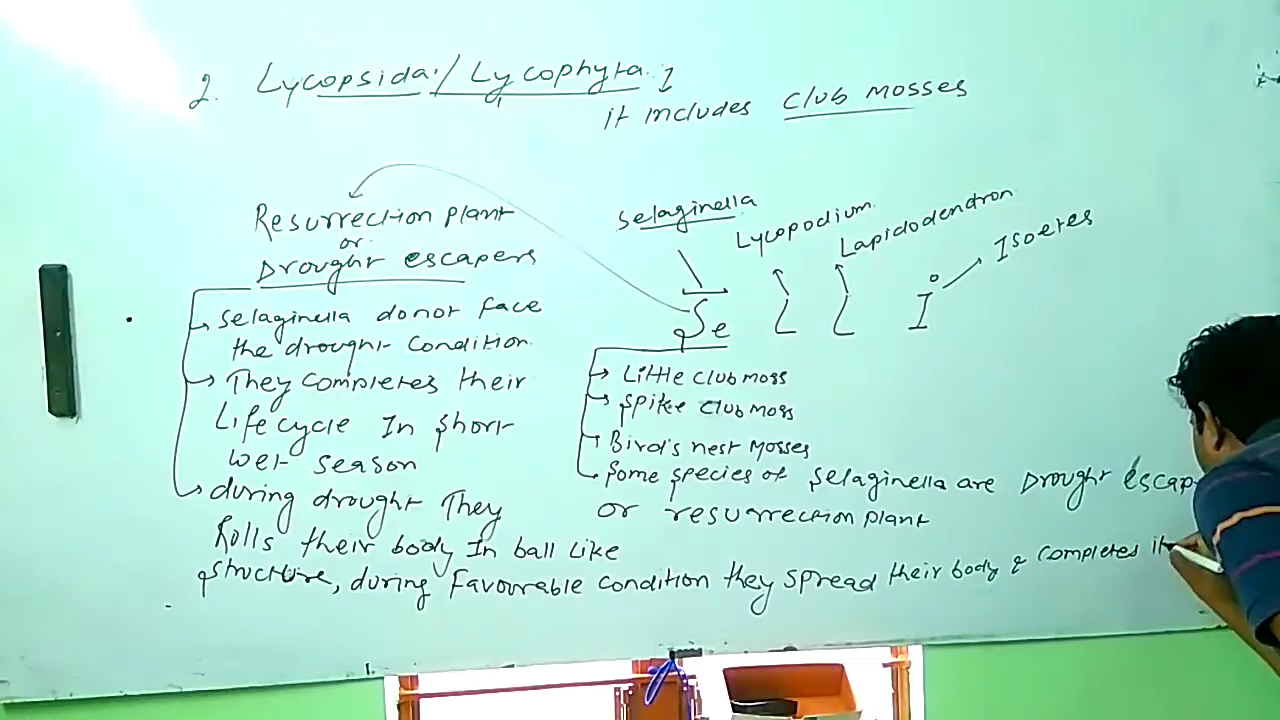 2. Lycopsida / Lycophyta :
it includes Club mosses
Resurrection plant
or
Drought escapers
Selaginella donot face
the drought condition
They completes their
Life cycle In short
wet season
during drought They
Rolls their body In ball like
structure, during Favourable condition they spread their body & completes it
Selaginella
Lycopodium
Lapidodendron
Isoetes
Se L L I
Little club moss
Spike club moss
Bird's nest Mosses
Some species of Selaginella are Drought escap
or resurrection plant